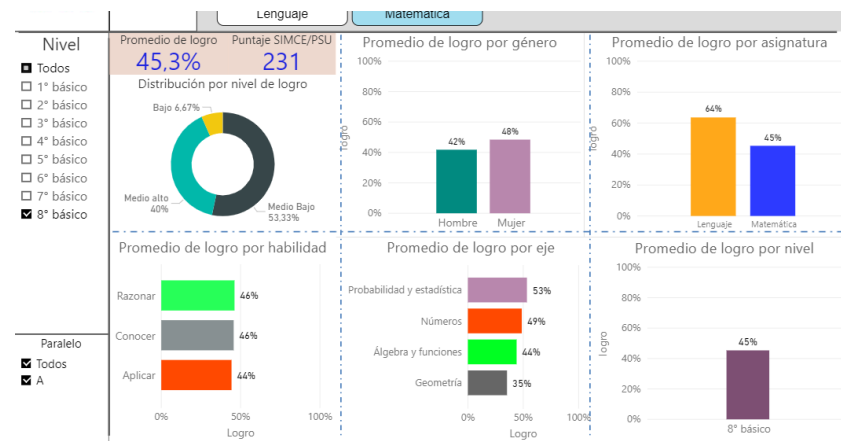 Lenguaje
Matemática
Nivel
Todos
1° básico
2° básico
3° básico
4° básico
5° básico
6° básico
7° básico
8° básico
Paralelo
Todos
A
Promedio de logro
Puntaje SIMCE/PSU
45,3%
231
Distribución por nivel de logro
Bajo 6,67%
Medio alto
40%
Medio Bajo
53,33%
Promedio de logro por género
logro
100%
80%
60%
40%
20%
0%
42%
48%
Hombre
Mujer
Promedio de logro por asignatura
logro
100%
80%
60%
40%
20%
0%
64%
45%
Lenguaje
Matemática
Promedio de logro por habilidad
Razonar
46%
Conocer
46%
Aplicar
44%
0%
50%
100%
Logro
Promedio de logro por eje
Probabilidad y estadística
53%
Números
49%
Álgebra y funciones
44%
Geometría
35%
0%
50%
100%
Logro
Promedio de logro por nivel
logro
100%
80%
60%
40%
20%
0%
45%
8° básico